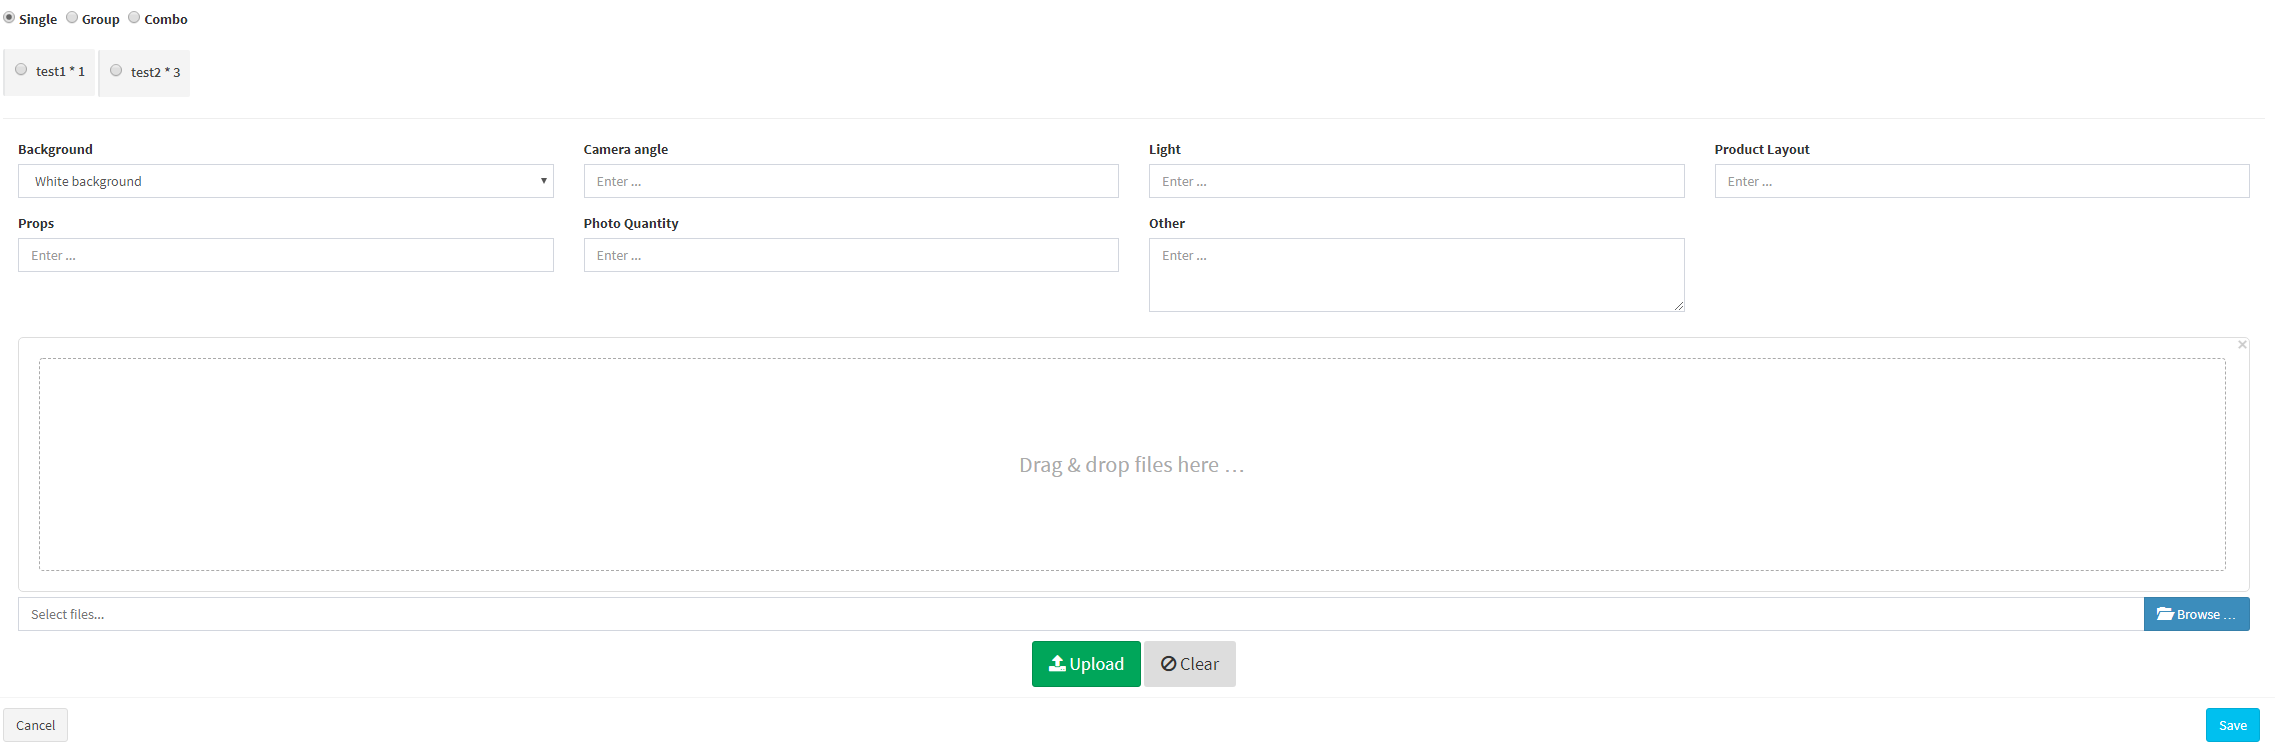 Single Group Combo
test1 * 1 test2 * 3
Background Camera angle Light Product Layout
White background Enter ... Enter ... Enter ...
Props Photo Quantity Other
Enter ... Enter ... Enter ...
×
Drag & drop files here …
Select files... Browse …
Upload Clear
Cancel Save